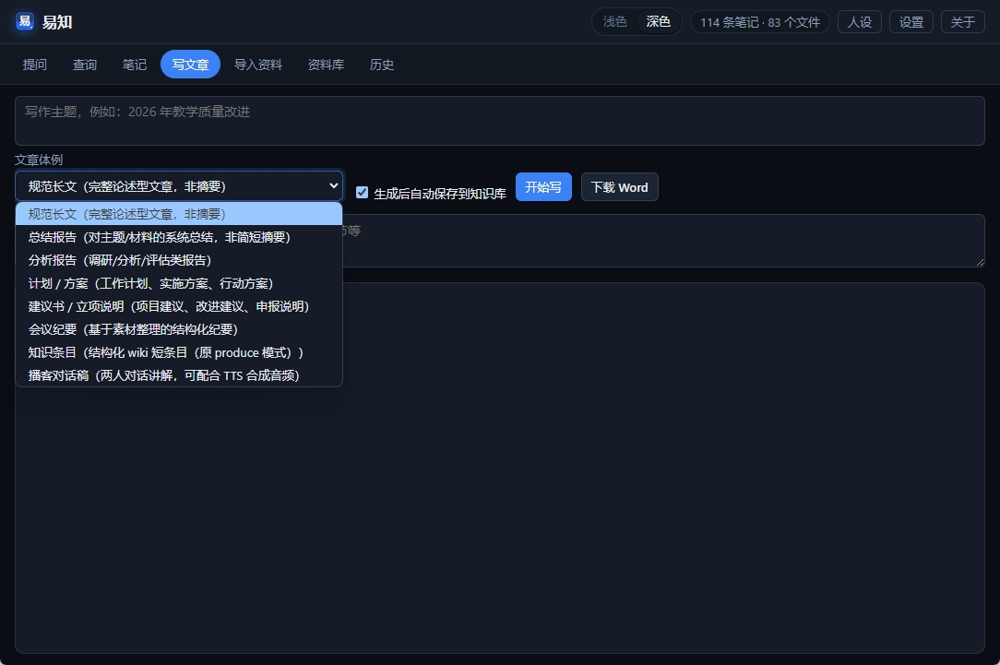 易 易知
浅色 深色 114 条笔记 · 83 个文件 人设 设置 关于
提问 查询 笔记 写文章 导入资料 资料库 历史
写作主题，例如：2026 年教学质量改进
文章体例
规范长文（完整论述型文章，非摘要） 生成后自动保存到知识库 开始写 下载 Word
规范长文（完整论述型文章，非摘要）
等
总结报告（对主题/材料的系统总结，非简短摘要）
分析报告（调研/分析/评估类报告）
计划 / 方案（工作计划、实施方案、行动方案）
建议书 / 立项说明（项目建议、改进建议、申报说明）
会议纪要（基于素材整理的结构化纪要）
知识条目（结构化 wiki 短条目（原 produce 模式））
播客对话稿（两人对话讲解，可配合 TTS 合成音频）